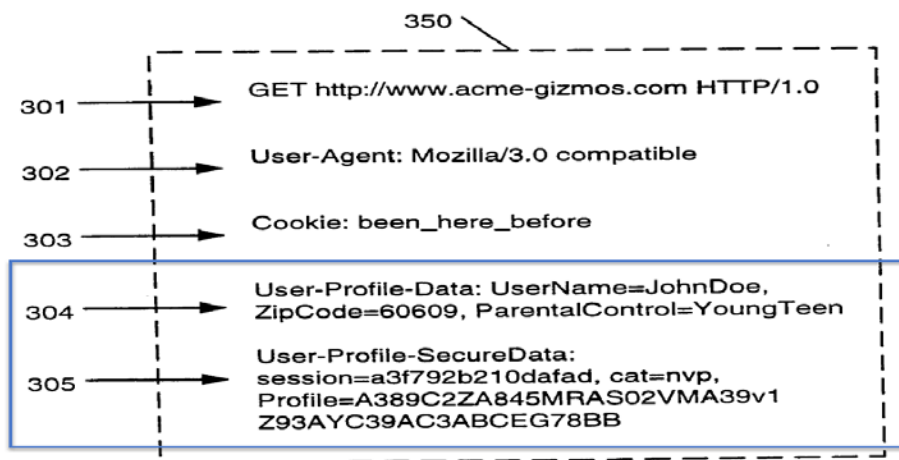 350
301 GET http://www.acme-gizmos.com HTTP/1.0
302 User-Agent: Mozilla/3.0 compatible
303 Cookie: been_here_before
304 User-Profile-Data: UserName=JohnDoe,
ZipCode=60609, ParentalControl=YoungTeen
305 User-Profile-SecureData:
session=a3f792b210dafad, cat=nvp,
Profile=A389C2ZA845MRAS02VMA39v1
Z93AYC39AC3ABCEG78BB